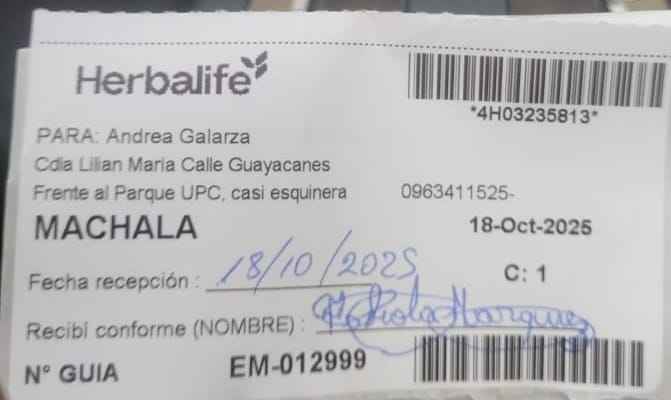 Herbalife
*4H03235813*
PARA: Andrea Galarza
Cdla Lilian Maria Calle Guayacanes
Frente al Parque UPC, casi esquinera 0963411525-
MACHALA 18-Oct-2025
Fecha recepción : 18/10/2025 C: 1
Recibí conforme (NOMBRE) : Marquez
N° GUIA EM-012999